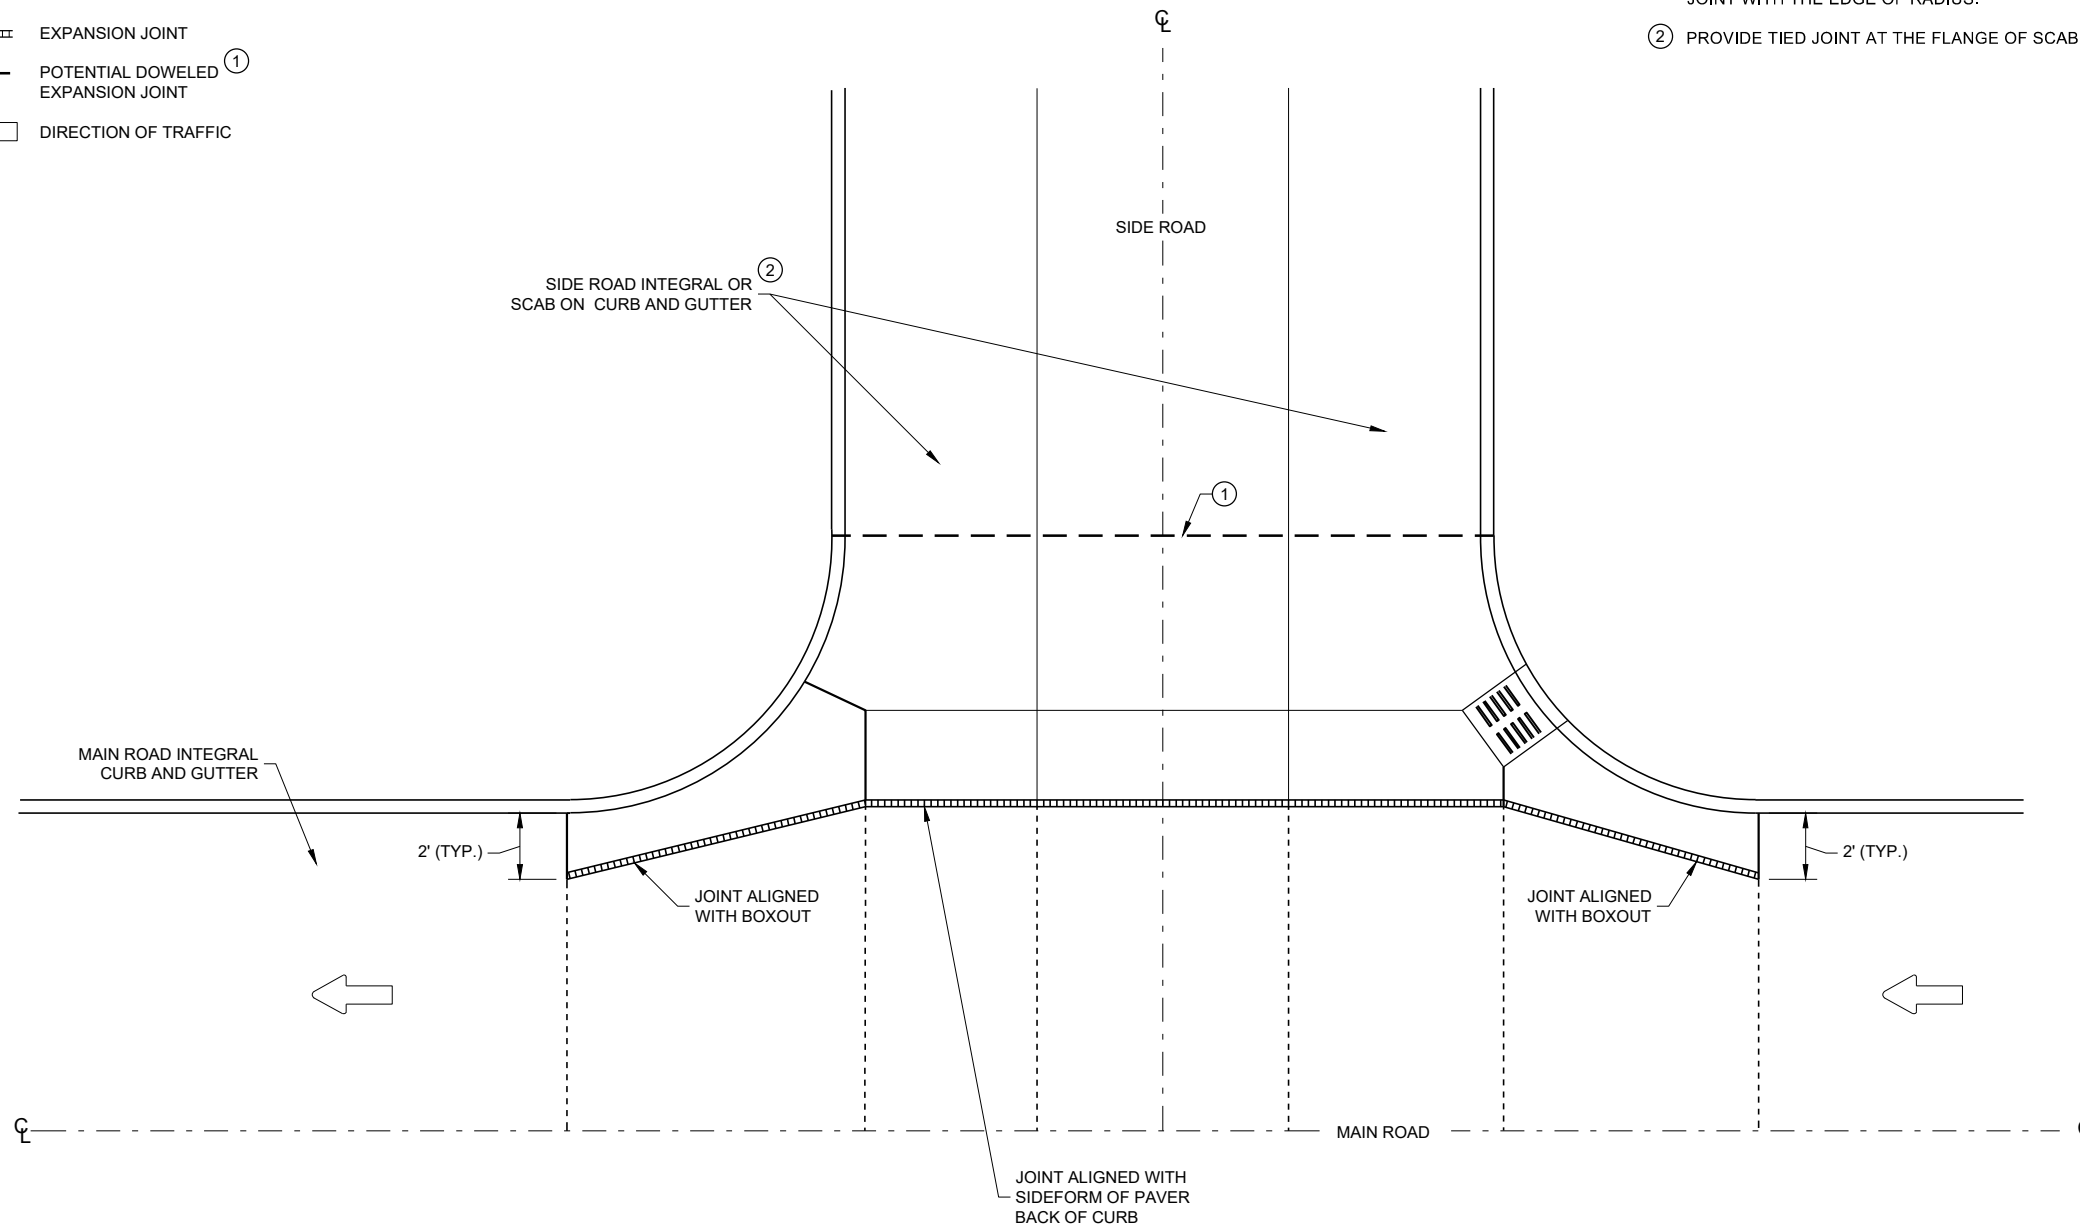 JOINT WITH THE EDGE OF RADIUS.
EXPANSION JOINT
② PROVIDE TIED JOINT AT THE FLANGE OF SCAB
POTENTIAL DOWELED ①
EXPANSION JOINT
DIRECTION OF TRAFFIC
℄
SIDE ROAD
SIDE ROAD INTEGRAL OR ②
SCAB ON CURB AND GUTTER
①
MAIN ROAD INTEGRAL
CURB AND GUTTER
2' (TYP.)
2' (TYP.)
JOINT ALIGNED
WITH BOXOUT
JOINT ALIGNED
WITH BOXOUT
℄
MAIN ROAD
JOINT ALIGNED WITH
SIDEFORM OF PAVER
BACK OF CURB